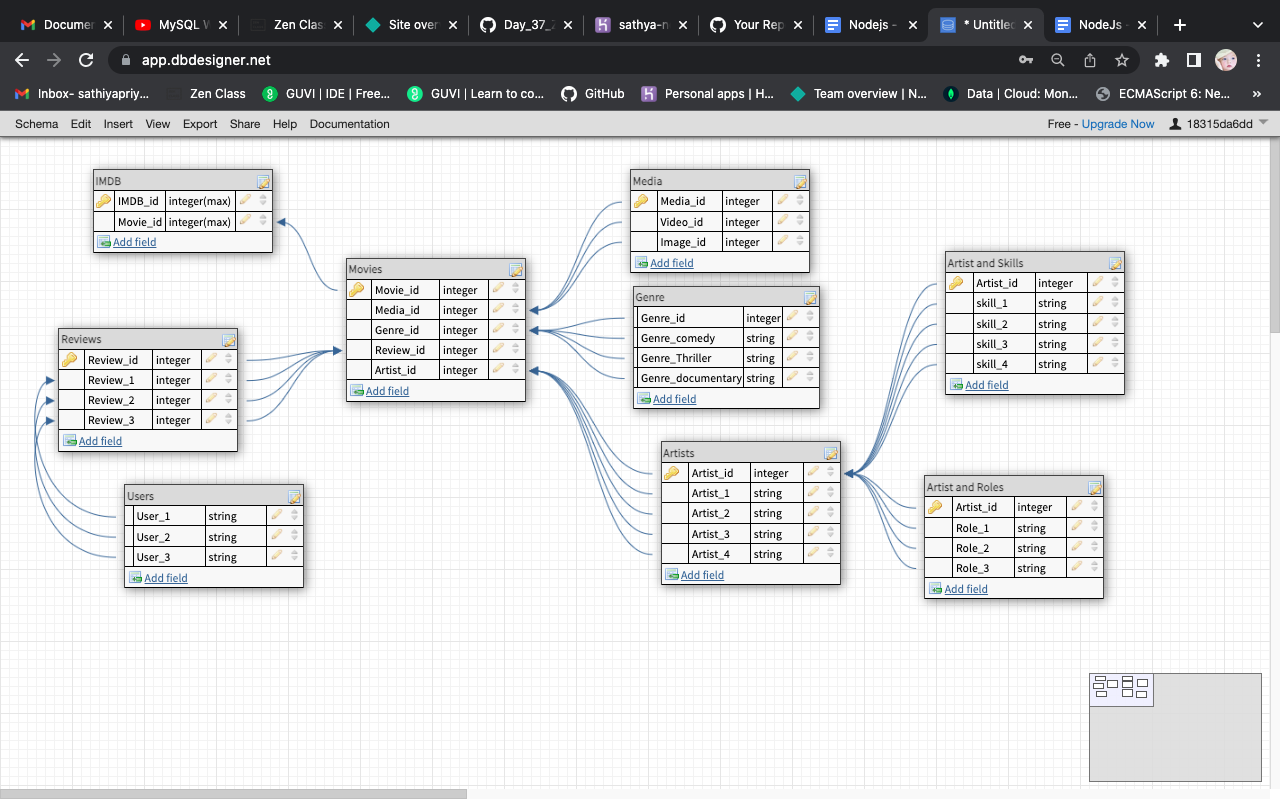 Documer
MySQL W
Zen Clas
Site over
Day_37_2
sathya-n
Your Rep
Nodejs -
* Untitle
NodeJs -
app.dbdesigner.net
Inbox- sathiyapriy...
Zen Class
GUVI | IDE | Free...
GUVI | Learn to co...
GitHub
Personal apps | H...
Team overview | N...
Data | Cloud: Mon...
ECMAScript 6: Ne...
»
Schema Edit Insert View Export Share Help Documentation
Free - Upgrade Now
18315da6dd
IMDB
IMDB_id integer(max)
Movie_id integer(max)
Add field
Media
Media_id integer
Video_id integer
Image_id integer
Add field
Movies
Movie_id integer
Media_id integer
Genre_id integer
Review_id integer
Artist_id integer
Add field
Genre
Genre_id integer
Genre_comedy string
Genre_Thriller string
Genre_documentary string
Add field
Artist and Skills
Artist_id integer
skill_1 string
skill_2 string
skill_3 string
skill_4 string
Add field
Reviews
Review_id integer
Review_1 integer
Review_2 integer
Review_3 integer
Add field
Artists
Artist_id integer
Artist_1 string
Artist_2 string
Artist_3 string
Artist_4 string
Add field
Artist and Roles
Artist_id integer
Role_1 string
Role_2 string
Role_3 string
Add field
Users
User_1 string
User_2 string
User_3 string
Add field